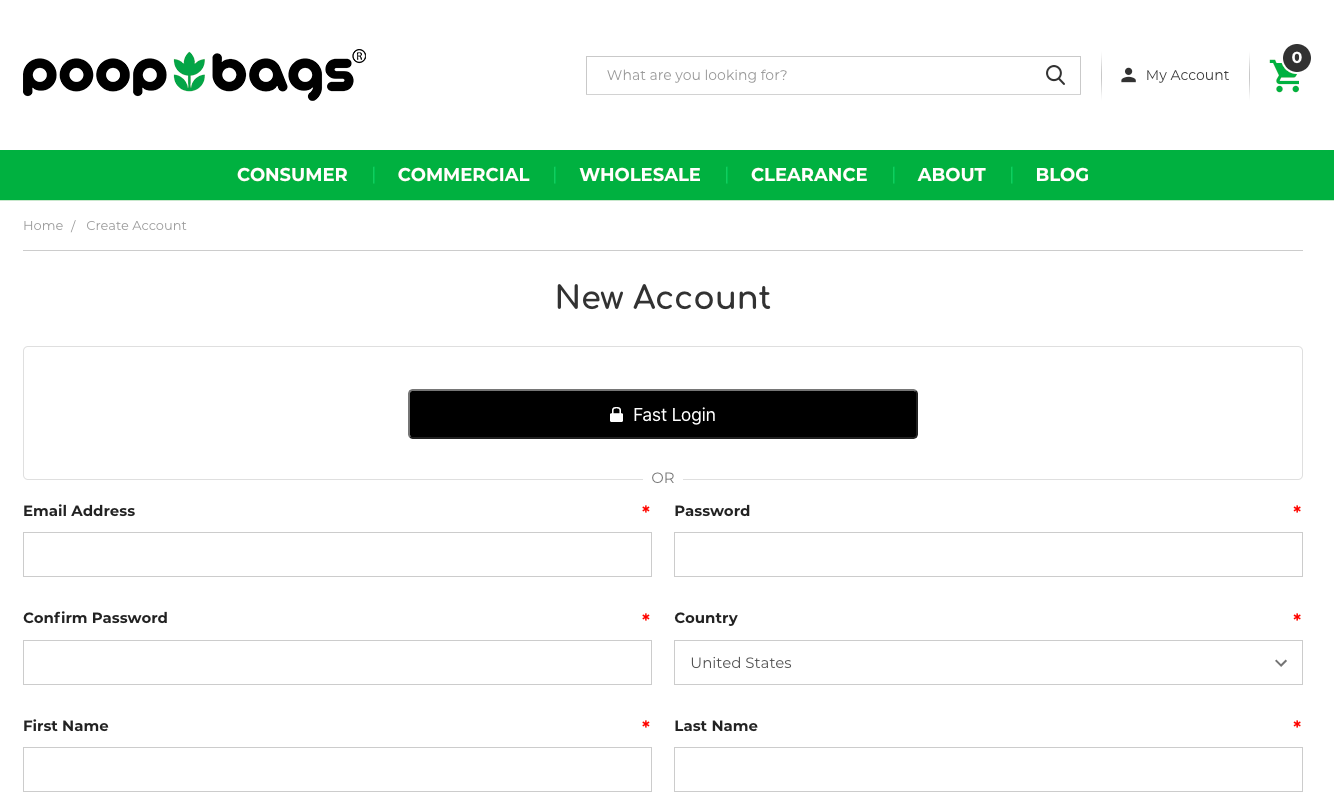 poop bags®
What are you looking for?
My Account
0
CONSUMER COMMERCIAL WHOLESALE CLEARANCE ABOUT BLOG
Home / Create Account
New Account
Fast Login
OR
Email Address * Password *
Confirm Password * Country *
United States
First Name * Last Name *